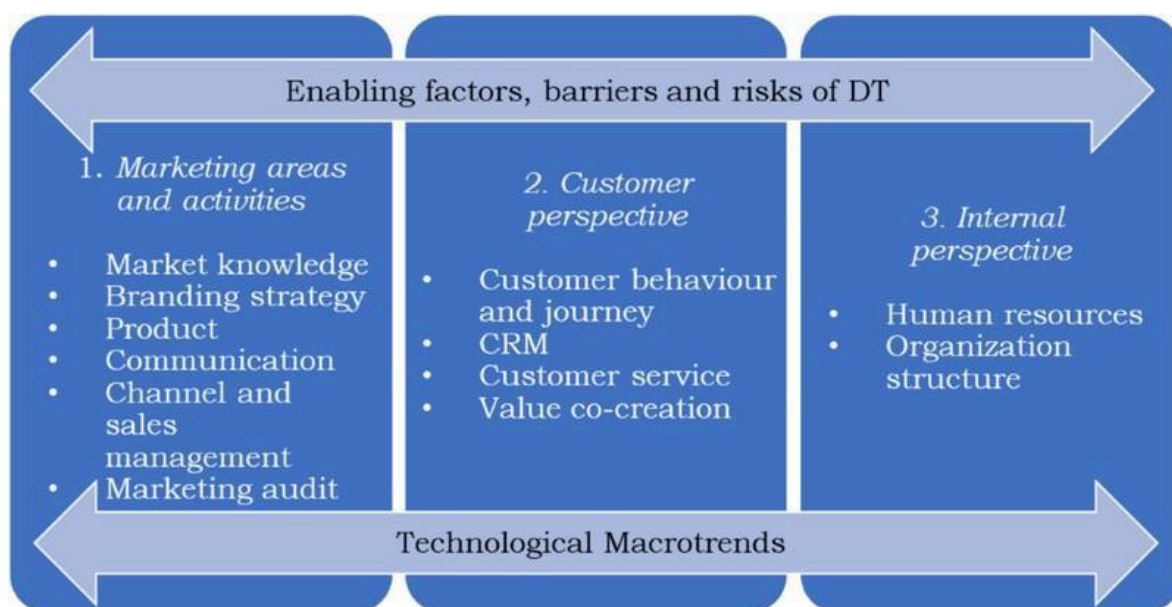 Enabling factors, barriers and risks of DT
1. Marketing areas
and activities
• Market knowledge
• Branding strategy
• Product
• Communication
• Channel and
sales
management
• Marketing audit
2. Customer
perspective
• Customer behaviour
and journey
• CRM
• Customer service
• Value co-creation
3. Internal
perspective
• Human resources
• Organization
structure
Technological Macrotrends